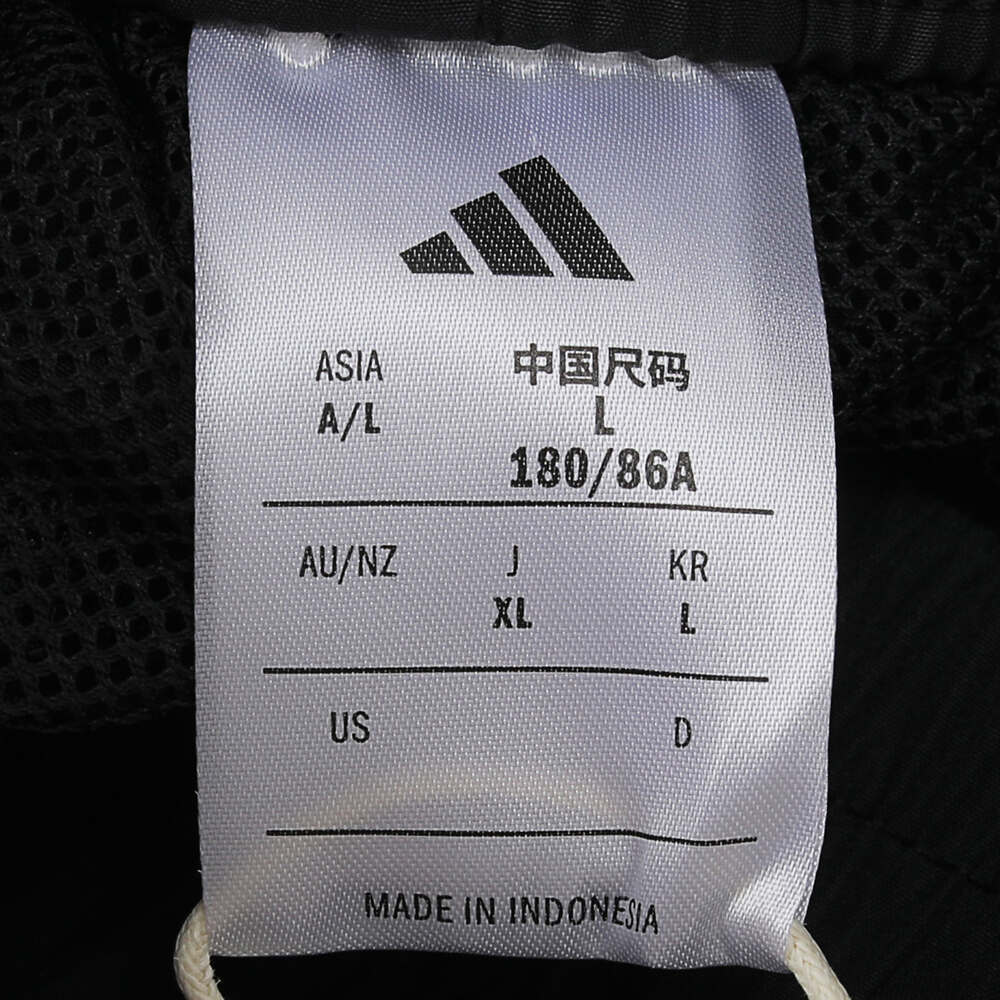 ASIA 中国尺码
A/L L
180/86A
AU/NZ J KR
XL L
US D
MADE IN INDONESIA